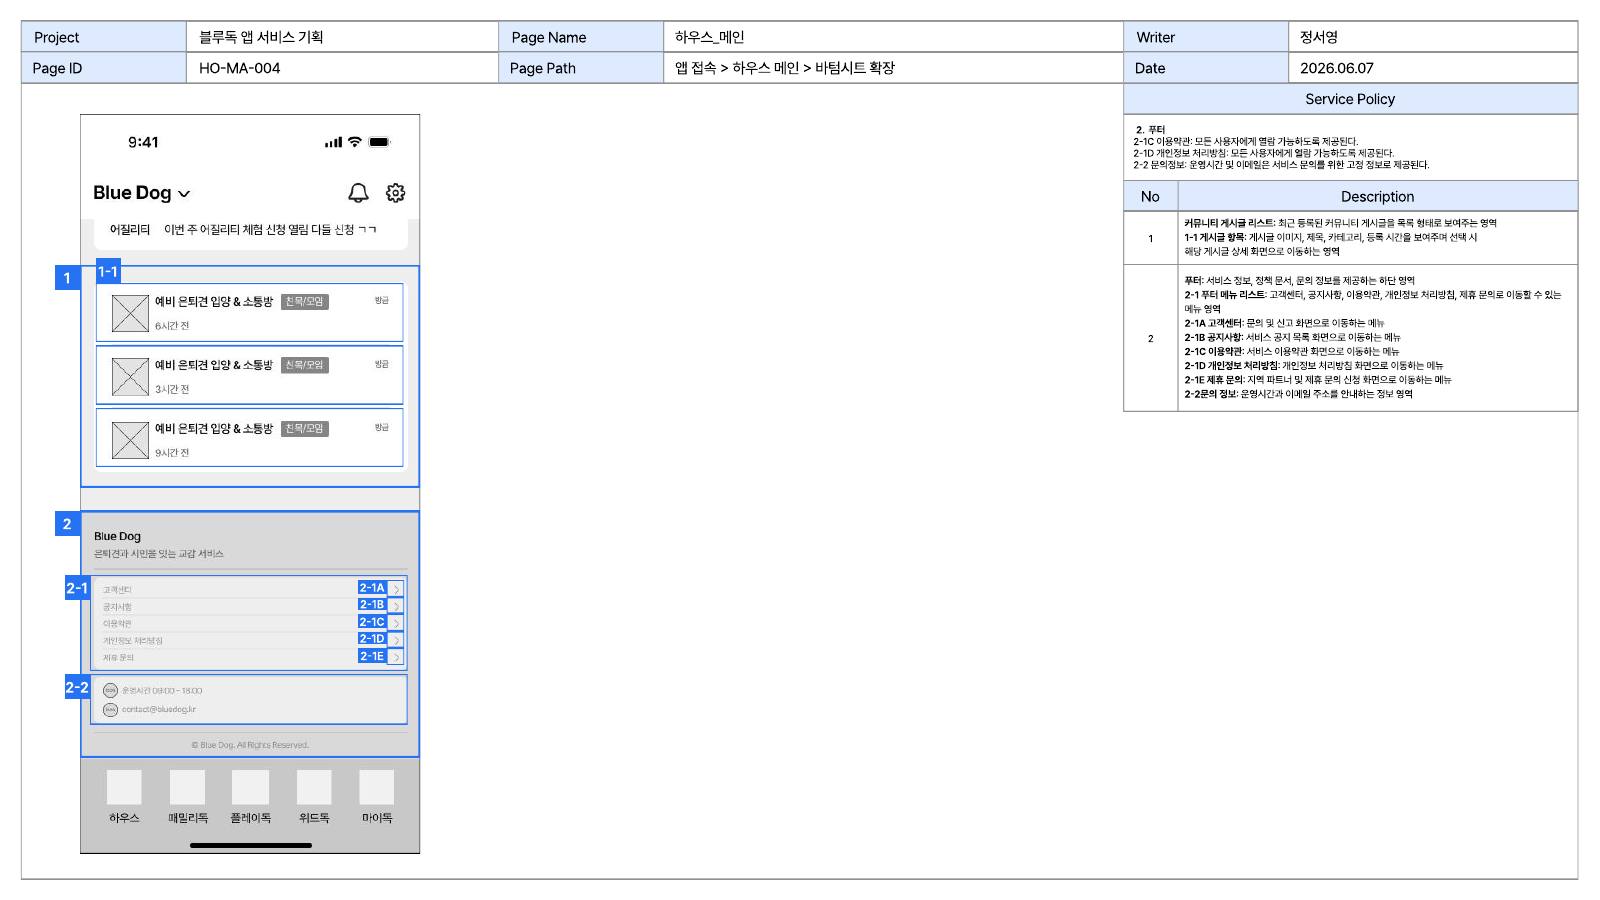 Project
블루독 앱 서비스 기획
Page Name
하우스_메인
Writer
정서영
Page ID
HO-MA-004
Page Path
앱 접속 > 하우스 메인 > 바텀시트 확장
Date
2026.06.07
9:41
Blue Dog
어질리티 이번 주 어질리티 체험 신청 열림 다들 신청 ㄱㄱ
1
1-1
예비 은퇴견 입양 & 소통방 친목/모임 방금
6시간 전
예비 은퇴견 입양 & 소통방 친목/모임 방금
3시간 전
예비 은퇴견 입양 & 소통방 친목/모임 방금
9시간 전
2
Blue Dog
은퇴견과 시민을 잇는 교감 서비스
2-1
고객센터 2-1A
공지사항 2-1B
이용약관 2-1C
개인정보 처리방침 2-1D
제휴 문의 2-1E
2-2
운영시간 09:00 - 18:00
contact@bluedog.kr
© Blue Dog. All Rights Reserved.
하우스 패밀리독 플레이독 위드독 마이독
Service Policy
2. 푸터
2-1C 이용약관: 모든 사용자에게 열람 가능하도록 제공된다.
2-1D 개인정보 처리방침: 모든 사용자에게 열람 가능하도록 제공된다.
2-2 문의정보: 운영시간 및 이메일은 서비스 문의를 위한 고정 정보로 제공된다.
No
Description
1
커뮤니티 게시글 리스트: 최근 등록된 커뮤니티 게시글을 목록 형태로 보여주는 영역
1-1 게시글 항목: 게시글 이미지, 제목, 카테고리, 등록 시간을 보여주며 선택 시
해당 게시글 상세 화면으로 이동하는 영역
2
푸터: 서비스 정보, 정책 문서, 문의 정보를 제공하는 하단 영역
2-1 푸터 메뉴 리스트: 고객센터, 공지사항, 이용약관, 개인정보 처리방침, 제휴 문의로 이동할 수 있는
메뉴 영역
2-1A 고객센터: 문의 및 신고 화면으로 이동하는 메뉴
2-1B 공지사항: 서비스 공지 목록 화면으로 이동하는 메뉴
2-1C 이용약관: 서비스 이용약관 화면으로 이동하는 메뉴
2-1D 개인정보 처리방침: 개인정보 처리방침 화면으로 이동하는 메뉴
2-1E 제휴 문의: 지역 파트너 및 제휴 문의 신청 화면으로 이동하는 메뉴
2-2문의 정보: 운영시간과 이메일 주소를 안내하는 정보 영역